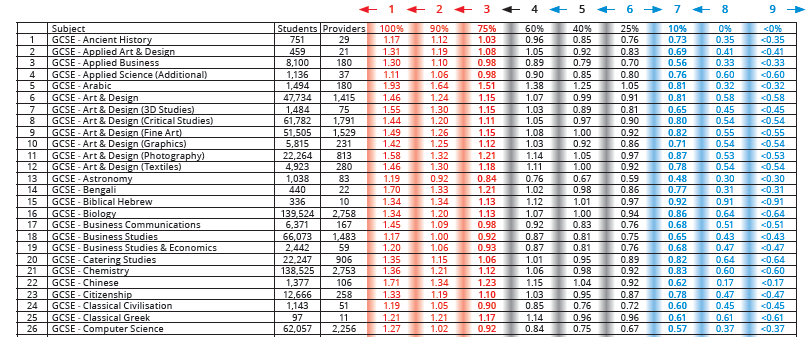 1 2 3 4 5 6 7 8 9
Subject Students Providers 100% 90% 75% 60% 40% 25% 10% 0% <0%
1 GCSE - Ancient History 751 29 1.17 1.12 1.03 0.96 0.85 0.76 0.73 0.35 <0.35
2 GCSE - Applied Art & Design 459 21 1.31 1.19 1.08 1.05 0.92 0.83 0.69 0.41 <0.41
3 GCSE - Applied Business 8,100 180 1.30 1.10 0.98 0.89 0.79 0.70 0.56 0.33 <0.33
4 GCSE - Applied Science (Additional) 1,136 37 1.11 1.06 0.98 0.90 0.85 0.80 0.76 0.60 <0.60
5 GCSE - Arabic 1,494 180 1.93 1.64 1.51 1.38 1.25 1.05 0.81 0.32 <0.32
6 GCSE - Art & Design 47,734 1,415 1.46 1.24 1.15 1.07 0.99 0.91 0.81 0.58 <0.58
7 GCSE - Art & Design (3D Studies) 1,484 75 1.55 1.30 1.15 1.03 0.89 0.81 0.65 0.45 <0.45
8 GCSE - Art & Design (Critical Studies) 61,782 1,791 1.44 1.20 1.11 1.05 0.97 0.90 0.80 0.54 <0.54
9 GCSE - Art & Design (Fine Art) 51,505 1,529 1.49 1.26 1.15 1.08 1.00 0.92 0.82 0.55 <0.55
10 GCSE - Art & Design (Graphics) 5,815 231 1.42 1.25 1.12 1.03 0.92 0.86 0.71 0.54 <0.54
11 GCSE - Art & Design (Photography) 22,264 813 1.58 1.32 1.21 1.14 1.05 0.97 0.87 0.53 <0.53
12 GCSE - Art & Design (Textiles) 4,923 280 1.46 1.30 1.18 1.11 1.00 0.92 0.78 0.54 <0.54
13 GCSE - Astronomy 1,038 83 1.19 0.92 0.84 0.76 0.67 0.59 0.48 0.30 <0.30
14 GCSE - Bengali 440 22 1.70 1.33 1.21 1.02 0.98 0.86 0.77 0.31 <0.31
15 GCSE - Biblical Hebrew 336 10 1.34 1.34 1.13 1.12 1.01 0.97 0.92 0.91 <0.91
16 GCSE - Biology 139,524 2,758 1.34 1.20 1.13 1.07 1.00 0.94 0.86 0.64 <0.64
17 GCSE - Business Communications 6,371 167 1.45 1.09 0.98 0.92 0.83 0.76 0.68 0.51 <0.51
18 GCSE - Business Studies 66,073 1,483 1.17 1.00 0.92 0.87 0.81 0.75 0.65 0.43 <0.43
19 GCSE - Business Studies & Economics 2,442 59 1.20 1.06 0.93 0.87 0.81 0.76 0.68 0.47 <0.47
20 GCSE - Catering Studies 22,247 906 1.35 1.15 1.06 1.01 0.95 0.89 0.82 0.64 <0.64
21 GCSE - Chemistry 138,525 2,753 1.36 1.21 1.12 1.06 0.98 0.92 0.83 0.60 <0.60
22 GCSE - Chinese 1,377 106 1.71 1.34 1.23 1.15 1.04 0.92 0.62 0.17 <0.17
23 GCSE - Citizenship 12,666 258 1.33 1.19 1.10 1.03 0.95 0.87 0.78 0.47 <0.47
24 GCSE - Classical Civilisation 1,143 51 1.19 1.05 0.90 0.85 0.76 0.72 0.60 0.45 <0.45
25 GCSE - Classical Greek 97 11 1.21 1.21 1.17 1.14 0.96 0.96 0.61 0.61 <0.61
26 GCSE - Computer Science 62,057 2,256 1.27 1.02 0.92 0.84 0.75 0.67 0.57 0.37 <0.37